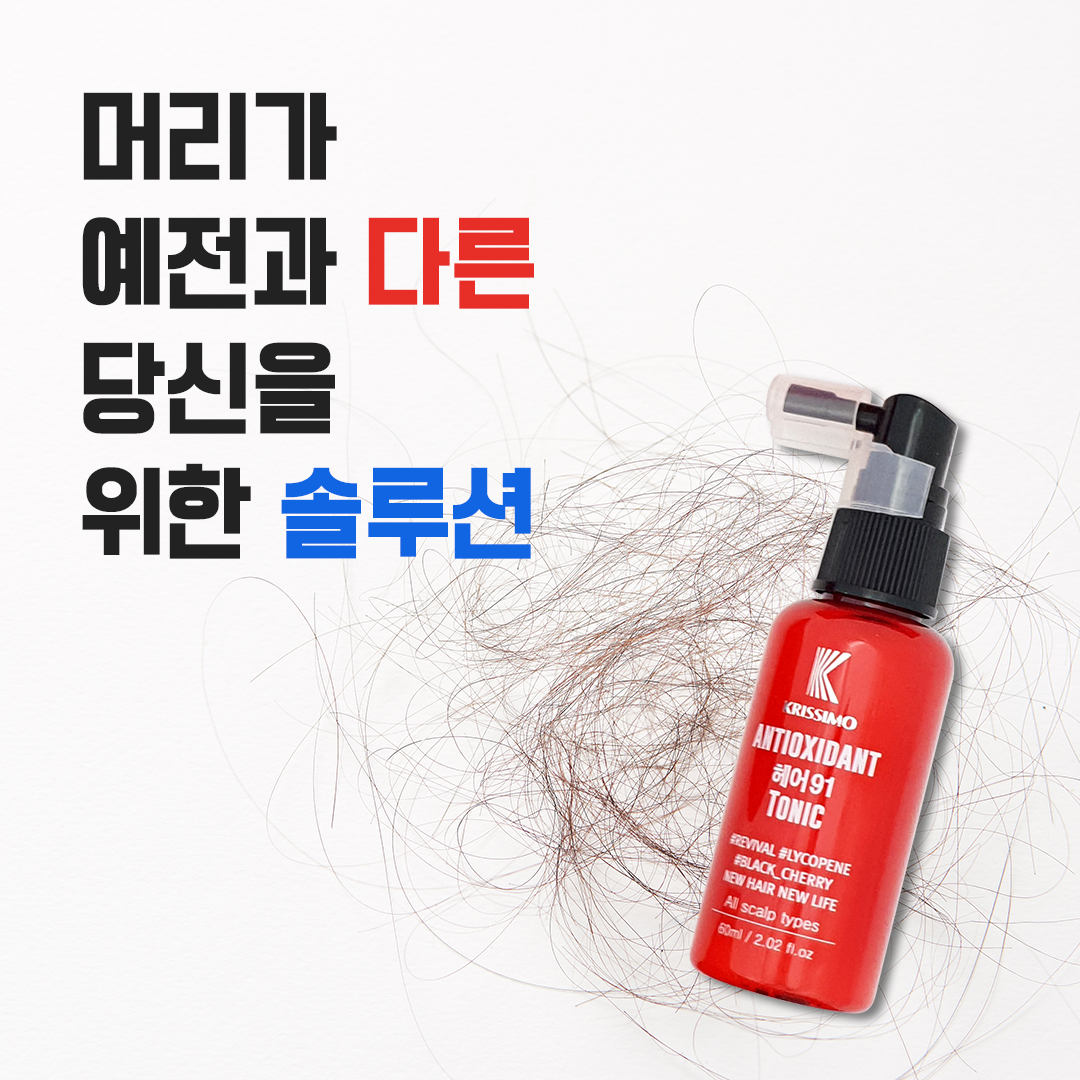 머리가
예전과 다른
당신을
위한 솔루션
KRISSIMO
ANTIOXIDANT
헤어91
TONIC
#REVIVAL #LYCOPENE
#BLACK_CHERRY
NEW HAIR NEW LIFE
All scalp types
60ml / 2.02 fl.oz